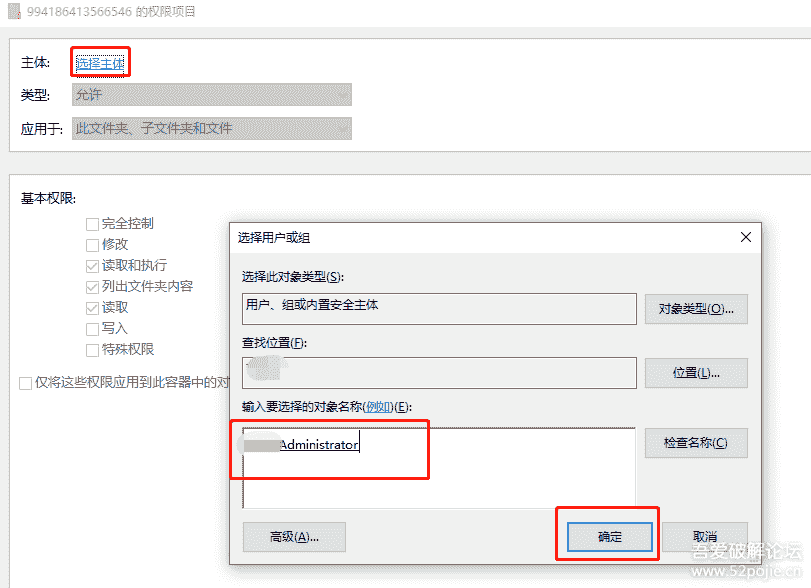 994186413566546 的权限项目
主体: 选择主体
类型: 允许
应用于: 此文件夹、子文件夹和文件
基本权限:
完全控制
修改
读取和执行
列出文件夹内容
读取
写入
特殊权限
仅将这些权限应用到此容器中的对
选择用户或组
选择此对象类型(S):
用户、组或内置安全主体
对象类型(O)...
查找位置(F):
位置(L)...
输入要选择的对象名称(例如)(E):
Administrator
检查名称(C)
高级(A)...
确定
取消
吾爱破解论坛
www.52pojie.cn